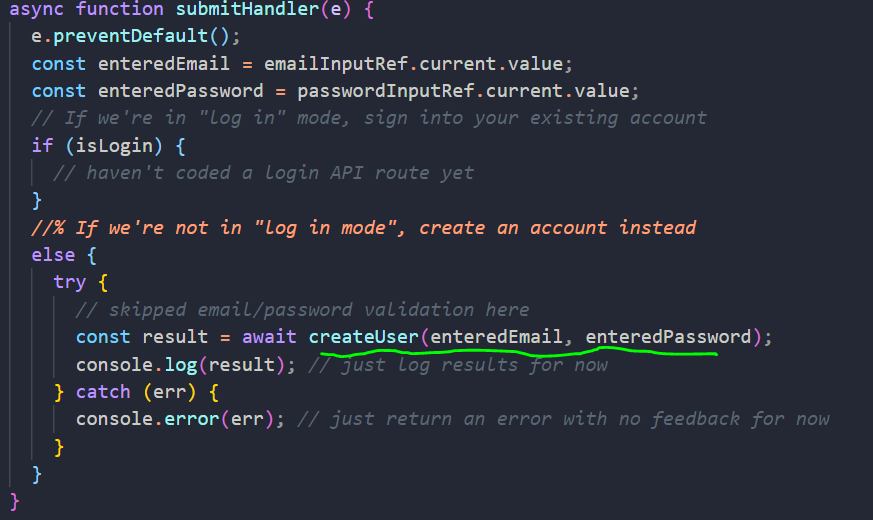 async function submitHandler(e) {
e.preventDefault();
const enteredEmail = emailInputRef.current.value;
const enteredPassword = passwordInputRef.current.value;
// If we're in "log in" mode, sign into your existing account
if (isLogin) {
// haven't coded a login API route yet
}
//% If we're not in "log in mode", create an account instead
else {
try {
// skipped email/password validation here
const result = await createUser(enteredEmail, enteredPassword);
console.log(result); // just log results for now
} catch (err) {
console.error(err); // just return an error with no feedback for now
}
}
}